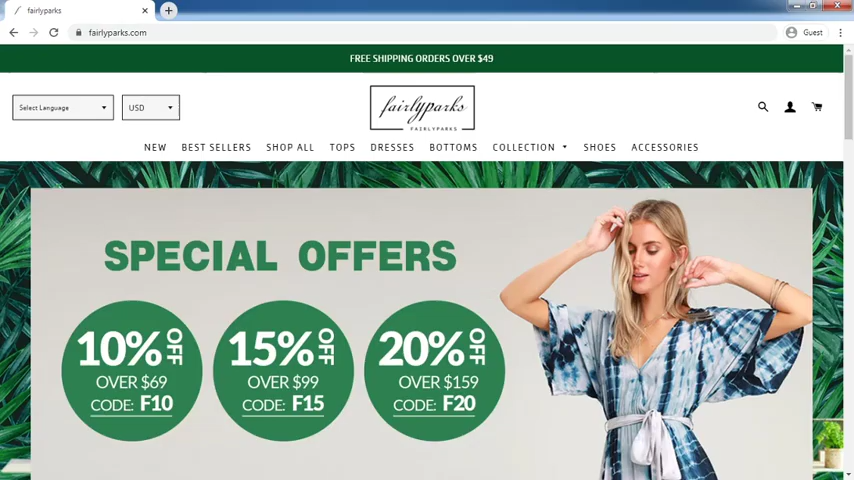 fairlyparks
fairlyparks.com
Guest
FREE SHIPPING ORDERS OVER $49
Select Language
USD
fairlyparks
FAIRLYPARKS
NEW BEST SELLERS SHOP ALL TOPS DRESSES BOTTOMS COLLECTION SHOES ACCESSORIES
SPECIAL OFFERS
10% OFF
OVER $69
CODE: F10
15% OFF
OVER $99
CODE: F15
20% OFF
OVER $159
CODE: F20